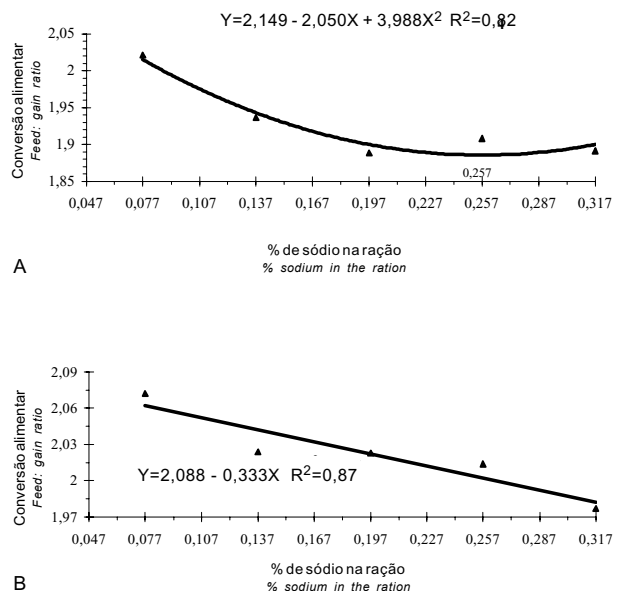 Y=2,149 - 2,050X + 3,988X² R²=0,82
2,05
2
1,95
1,9
1,85
Conversão alimentar
Feed: gain ratio
0,257
0,047 0,077 0,107 0,137 0,167 0,197 0,227 0,257 0,287 0,317
% de sódio na ração
% sodium in the ration
A
2,09
2,06
2,03
2
1,97
Conversão alimentar
Feed: gain ratio
Y=2,088 - 0,333X R²=0,87
0,047 0,077 0,107 0,137 0,167 0,197 0,227 0,257 0,287 0,317
% de sódio na ração
% sodium in the ration
B